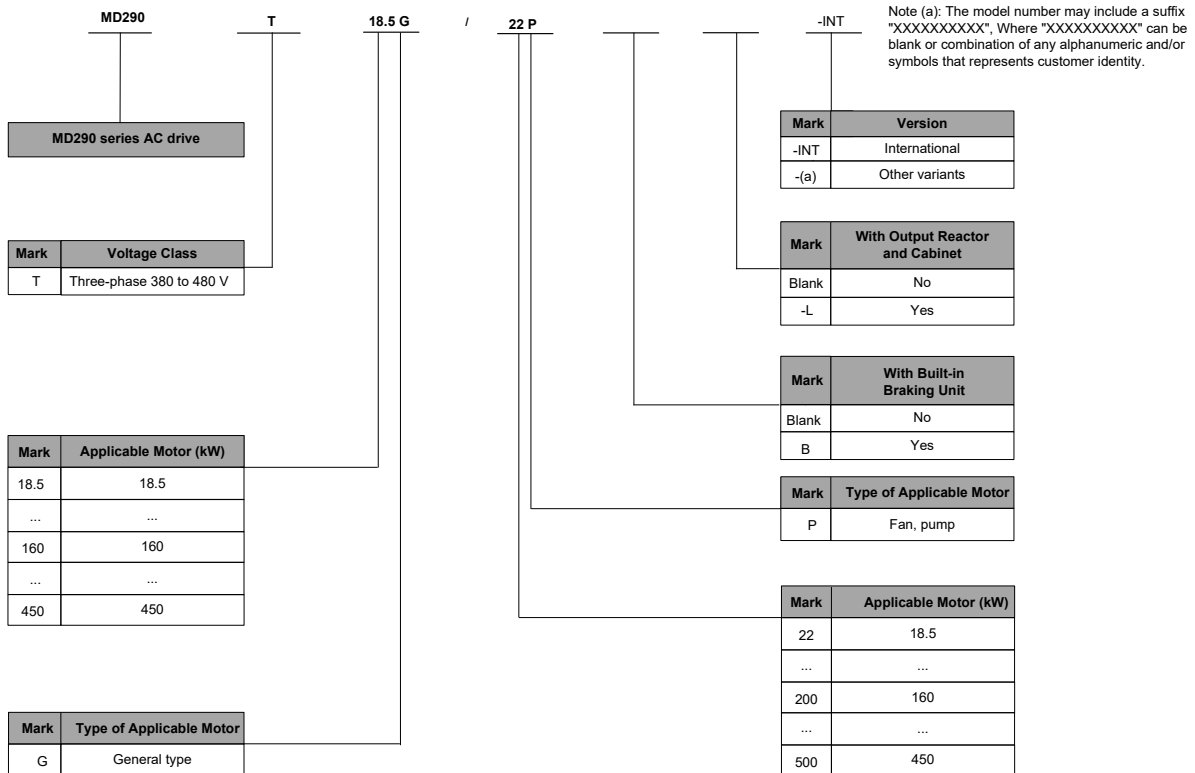 MD290 T 18.5 G / 22 P -INT
Note (a): The model number may include a suffix
"XXXXXXXXXX", Where "XXXXXXXXXX" can be
blank or combination of any alphanumeric and/or
symbols that represents customer identity.
MD290 series AC drive
Mark Voltage Class
T Three-phase 380 to 480 V
Mark Applicable Motor (kW)
18.5 18.5
... ...
160 160
... ...
450 450
Mark Type of Applicable Motor
G General type
Mark Version
-INT International
-(a) Other variants
Mark With Output Reactor
and Cabinet
Blank No
-L Yes
Mark With Built-in
Braking Unit
Blank No
B Yes
Mark Type of Applicable Motor
P Fan, pump
Mark Applicable Motor (kW)
22 18.5
... ...
200 160
... ...
500 450